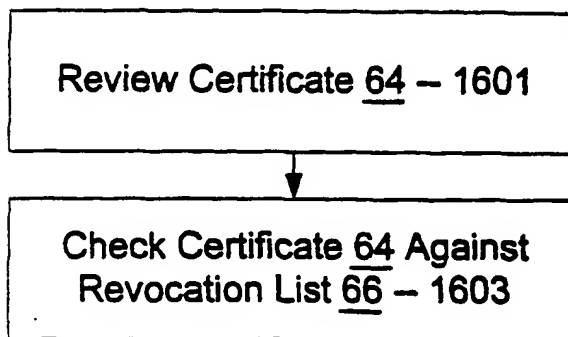 Review Certificate 64 – 1601
Check Certificate 64 Against
Revocation List 66 – 1603